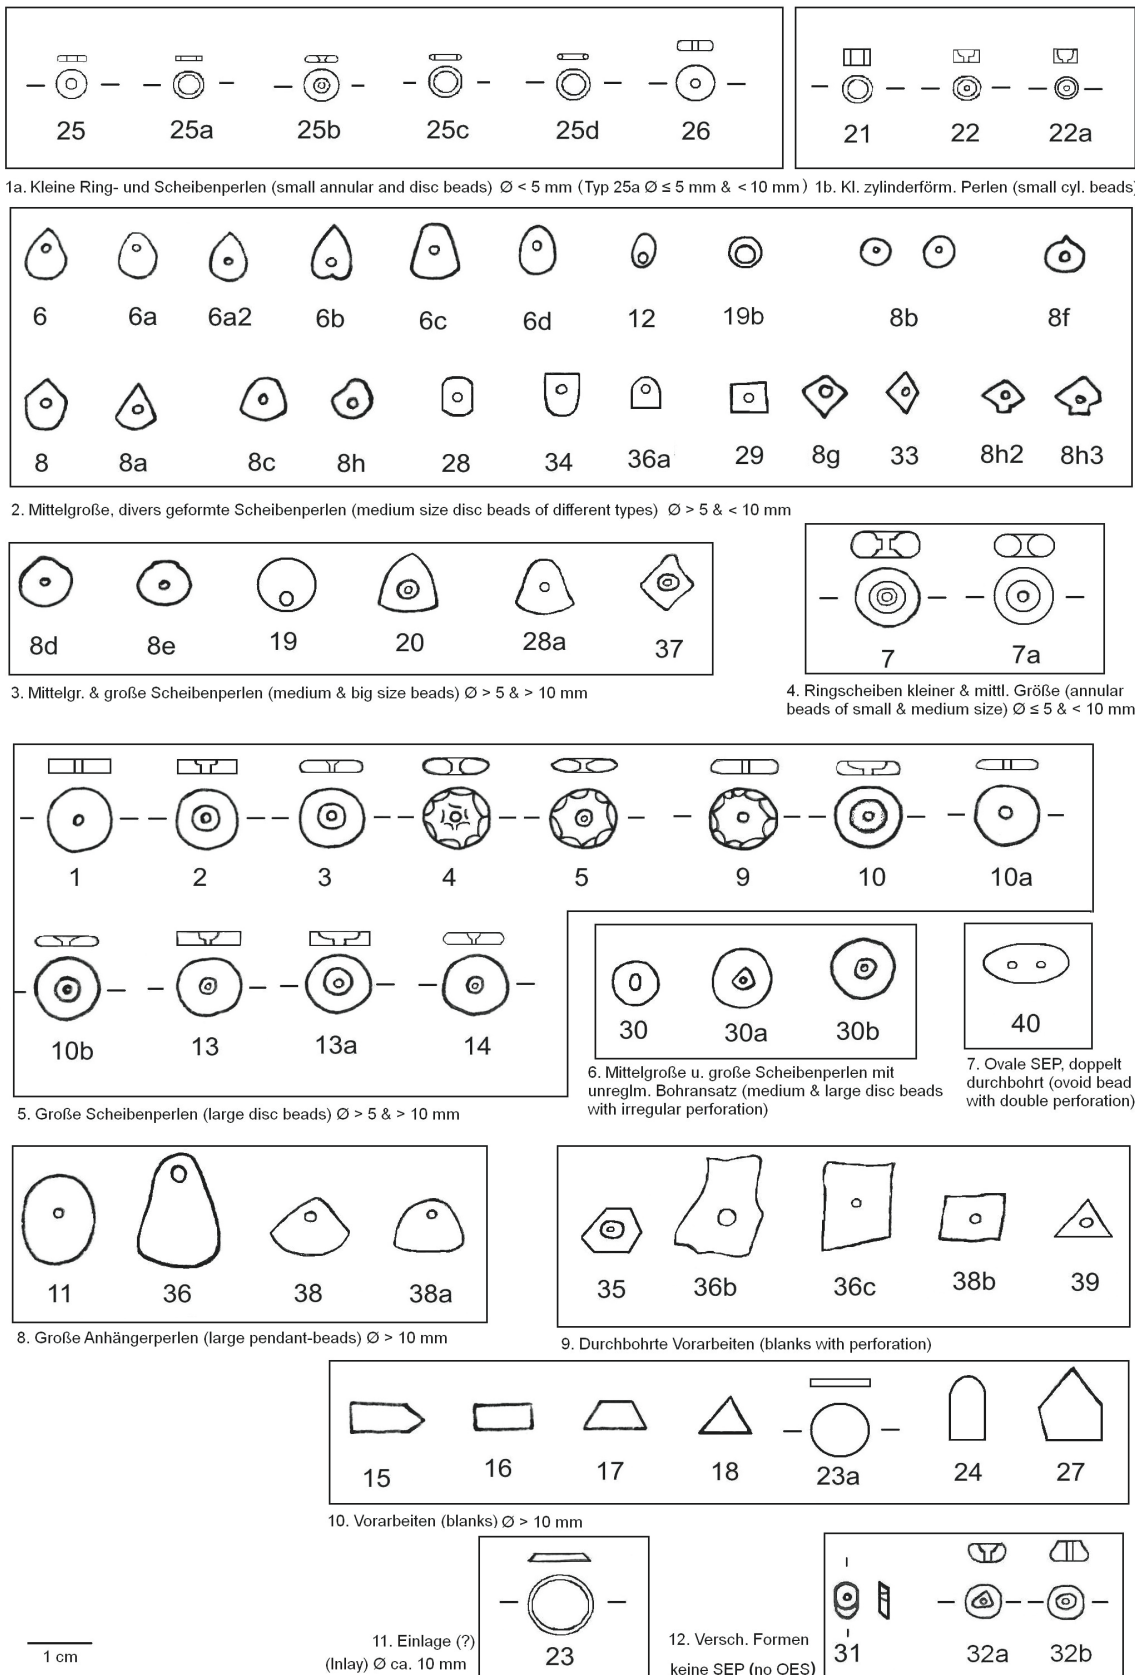 25 25a 25b 25c 25d 26 21 22 22a
1a. Kleine Ring- und Scheibenperlen (small annular and disc beads) Ø < 5 mm (Typ 25a Ø ≤ 5 mm & < 10 mm)
1b. Kl. zylinderförm. Perlen (small cyl. beads)
6 6a 6a2 6b 6c 6d 12 19b 8b 8f
8 8a 8c 8h 28 34 36a 29 8g 33 8h2 8h3
2. Mittelgroße, divers geformte Scheibenperlen (medium size disc beads of different types) Ø > 5 & < 10 mm
8d 8e 19 20 28a 37
3. Mittelgr. & große Scheibenperlen (medium & big size beads) Ø > 5 & > 10 mm
7 7a
4. Ringscheiben kleiner & mittl. Größe (annular
beads of small & medium size) Ø ≤ 5 & < 10 mm
1 2 3 4 5 9 10 10a
10b 13 13a 14
5. Große Scheibenperlen (large disc beads) Ø > 5 & > 10 mm
30 30a 30b
6. Mittelgroße u. große Scheibenperlen mit
unreglm. Bohransatz (medium & large disc beads
with irregular perforation)
40
7. Ovale SEP, doppelt
durchbohrt (ovoid bead
with double perforation)
11 36 38 38a
8. Große Anhängerperlen (large pendant-beads) Ø > 10 mm
35 36b 36c 38b 39
9. Durchbohrte Vorarbeiten (blanks with perforation)
15 16 17 18 23a 24 27
10. Vorarbeiten (blanks) Ø > 10 mm
1 cm
11. Einlage (?)
(Inlay) Ø ca. 10 mm
23
12. Versch. Formen
keine SEP (no OES)
31 32a 32b